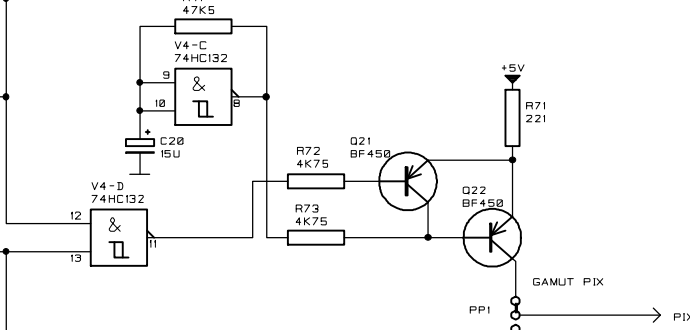 47K5
V4-C
74HC132
+5V
9
&
10
8
R71
221
+
C20
15U
Q21
BF450
R72
4K75
V4-D
74HC132
Q22
BF450
12
&
R73
4K75
11
13
GAMUT PIX
PP1